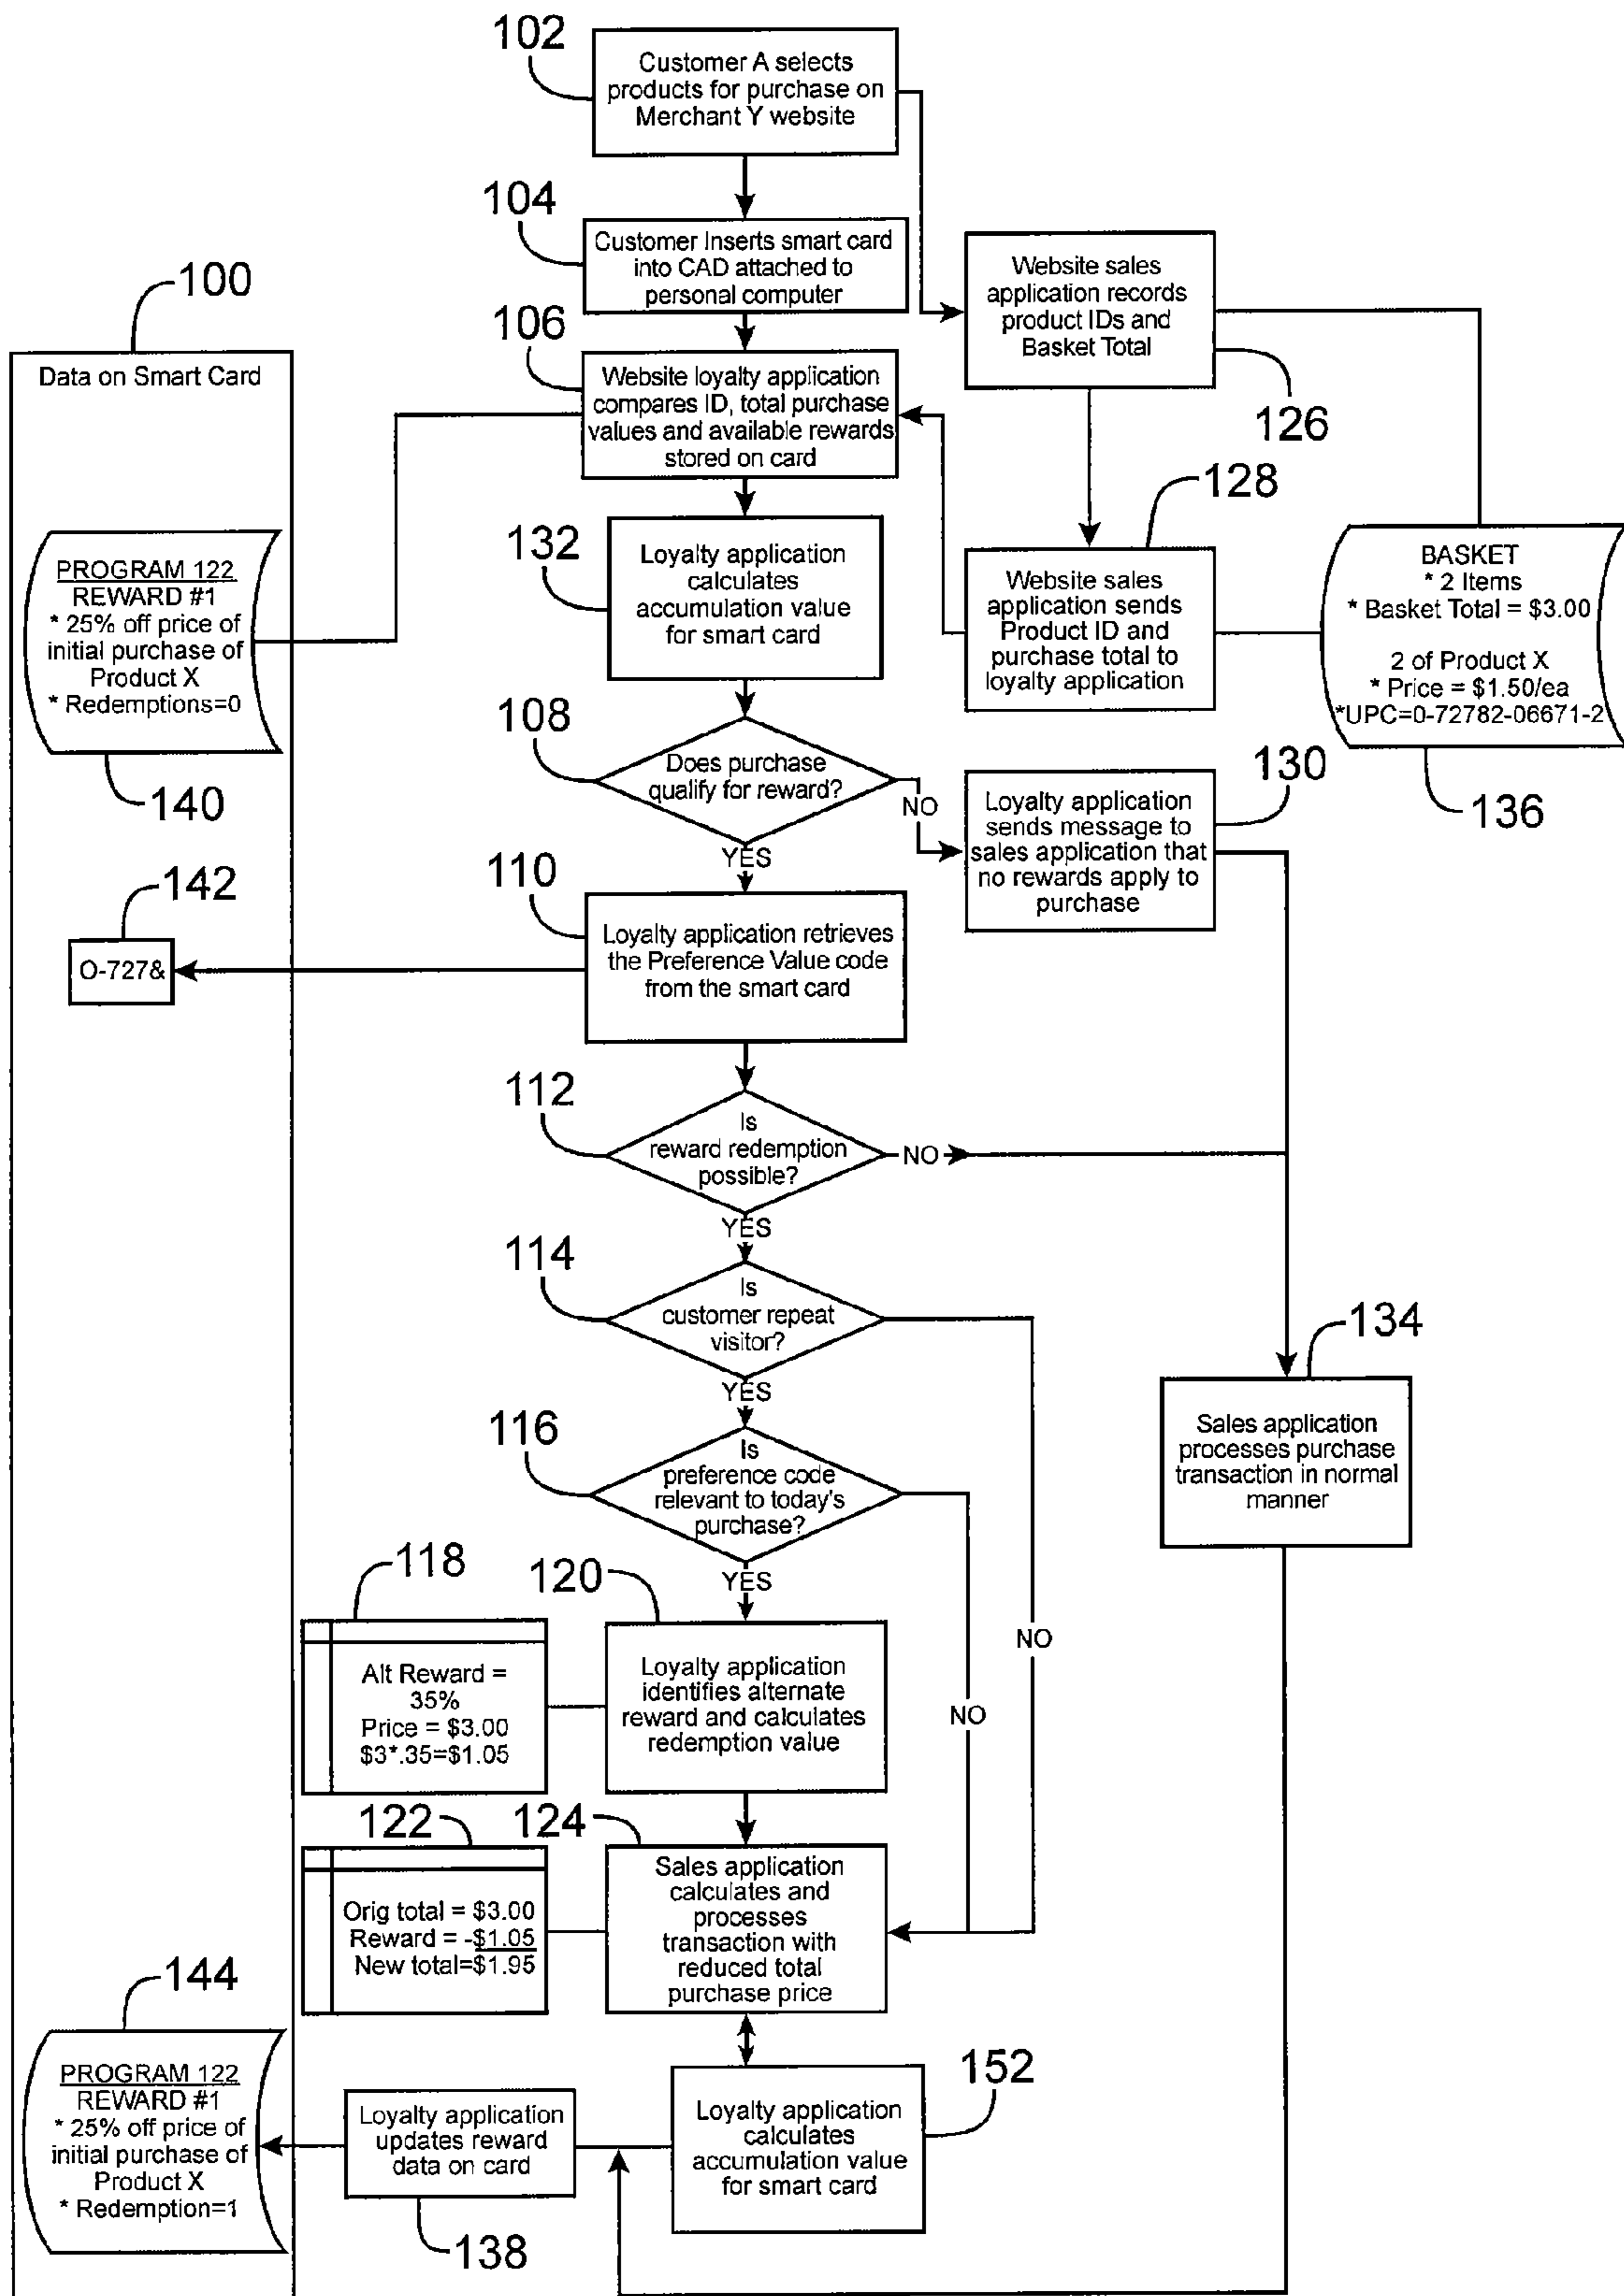 102
Customer A selects
products for purchase on
Merchant Y website
104
Customer Inserts smart card
into CAD attached to
personal computer
Website sales
application records
product IDs and
Basket Total
126
100
Data on Smart Card
106
Website loyalty application
compares ID, total purchase
values and available rewards
stored on card
128
Website sales
application sends
Product ID and
purchase total to
loyalty application
BASKET
* 2 Items
* Basket Total = $3.00
2 of Product X
* Price = $1.50/ea
*UPC=0-72782-06671-2
136
PROGRAM 122
REWARD #1
* 25% off price of
initial purchase of
Product X
* Redemptions=0
140
132
Loyalty application
calculates
accumulation value
for smart card
108
Does purchase
qualify for reward?
NO
YES
130
Loyalty application
sends message to
sales application that
no rewards apply to
purchase
142
O-727&
110
Loyalty application retrieves
the Preference Value code
from the smart card
112
Is
reward redemption
possible?
NO
YES
114
Is
customer repeat
visitor?
YES
NO
134
Sales application
processes purchase
transaction in normal
manner
116
Is
preference code
relevant to today's
purchase?
YES
NO
118
Alt Reward =
35%
Price = $3.00
$3*.35=$1.05
120
Loyalty application
identifies alternate
reward and calculates
redemption value
122
Orig total = $3.00
Reward = -$1.05
New total=$1.95
124
Sales application
calculates and
processes
transaction with
reduced total
purchase price
144
PROGRAM 122
REWARD #1
* 25% off price of
initial purchase of
Product X
* Redemption=1
Loyalty application
updates reward
data on card
138
152
Loyalty application
calculates
accumulation value
for smart card